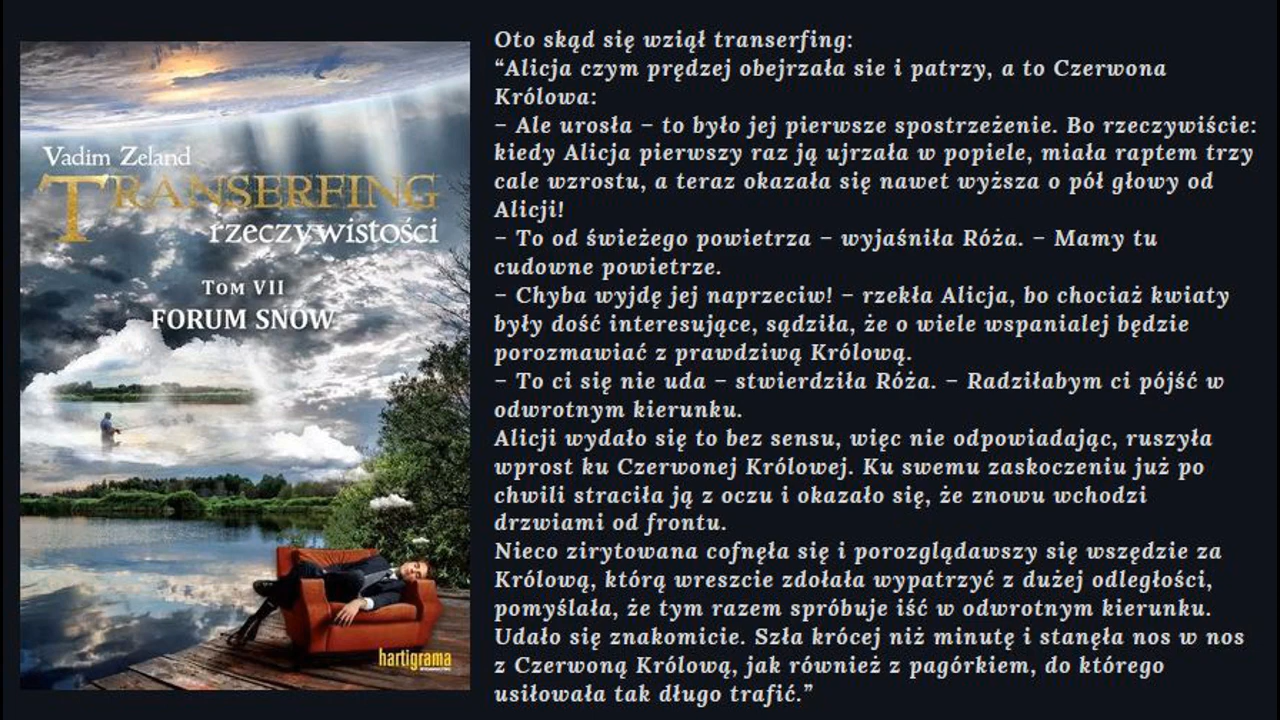 Vadim Zeland
TRANSERFING
rzeczywistości
TOM VII
FORUM SNÓW
hartigrama
Oto skąd się wziął transerfing:
“Alicja czym prędzej obejrzała sie i patrzy, a to Czerwona
Królowa:
– Ale urosła – to było jej pierwsze spostrzeżenie. Bo rzeczywiście:
kiedy Alicja pierwszy raz ją ujrzała w popiele, miała raptem trzy
cale wzrostu, a teraz okazała się nawet wyższa o pół głowy od
Alicji!
– To od świeżego powietrza – wyjaśniła Róża. – Mamy tu
cudowne powietrze.
– Chyba wyjdę jej naprzeciw! – rzekła Alicja, bo chociaż kwiaty
były dość interesujące, sądziła, że o wiele wspanialej będzie
porozmawiać z prawdziwą Królową.
– To ci się nie uda – stwierdziła Róża. – Radziłabym ci pójść w
odwrotnym kierunku.
Alicji wydało się to bez sensu, więc nie odpowiadając, ruszyła
wprost ku Czerwonej Królowej. Ku swemu zaskoczeniu już po
chwili straciła ją z oczu i okazało się, że znowu wchodzi
drzwiami od frontu.
Nieco zirytowana cofnęła się i porozglądawszy się wszędzie za
Królową, którą wreszcie zdołała wypatrzyć z dużej odległości,
pomyślała, że tym razem spróbuje iść w odwrotnym kierunku.
Udało się znakomicie. Szła krócej niż minutę i stanęła nos w nos
z Czerwoną Królową, jak również z pagórkiem, do którego
usiłowała tak długo trafić.”